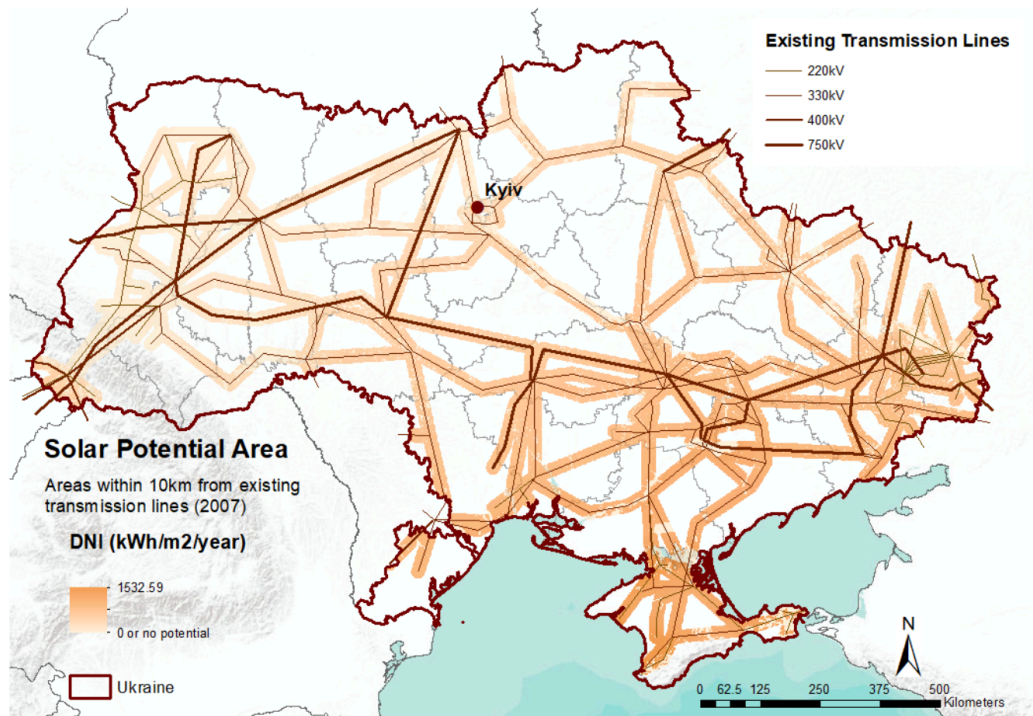 Existing Transmission Lines
220kV
330kV
400kV
750kV
Kyiv
Solar Potential Area
Areas within 10km from existing
transmission lines (2007)
DNI (kWh/m2/year)
1532.59
0 or no potential
Ukraine
N
0 62.5 125 250 375 500
Kilometers